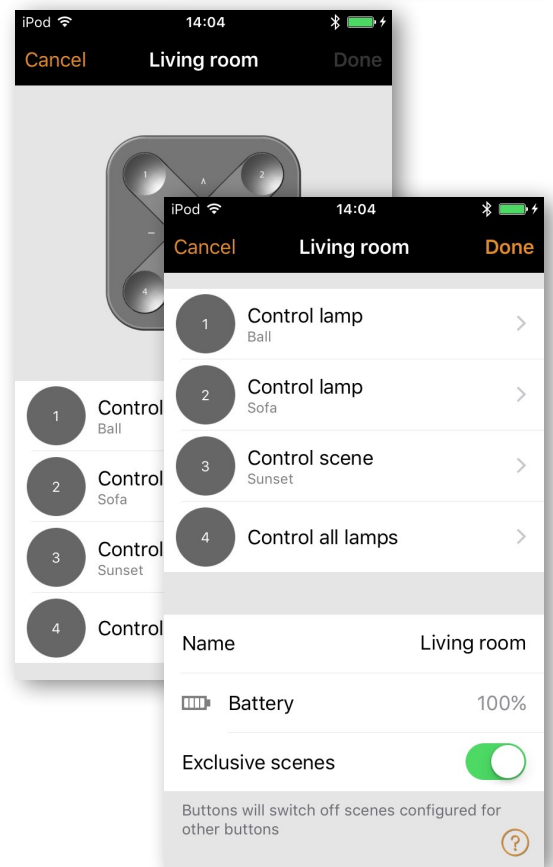 iPod 14:04
Cancel Living room Done
1
2
4
1 Control
Ball
2 Control
Sofa
3 Control
Sunset
4 Control
iPod 14:04
Cancel Living room Done
1 Control lamp
Ball
2 Control lamp
Sofa
3 Control scene
Sunset
4 Control all lamps
Name Living room
Battery 100%
Exclusive scenes
Buttons will switch off scenes configured for
other buttons
?